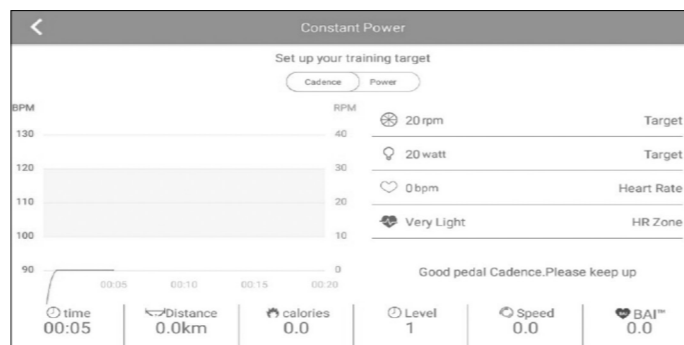 Constant Power
Set up your training target
Cadence Power
BPM RPM
130 40
120 30
110 20
100 10
90 0
00:05 00:10 00:15 00:20
20 rpm Target
20 watt Target
0 bpm Heart Rate
Very Light HR Zone
Good pedal Cadence.Please keep up
time Distance calories Level Speed BAI™
00:05 0.0km 0.0 1 0.0 0.0